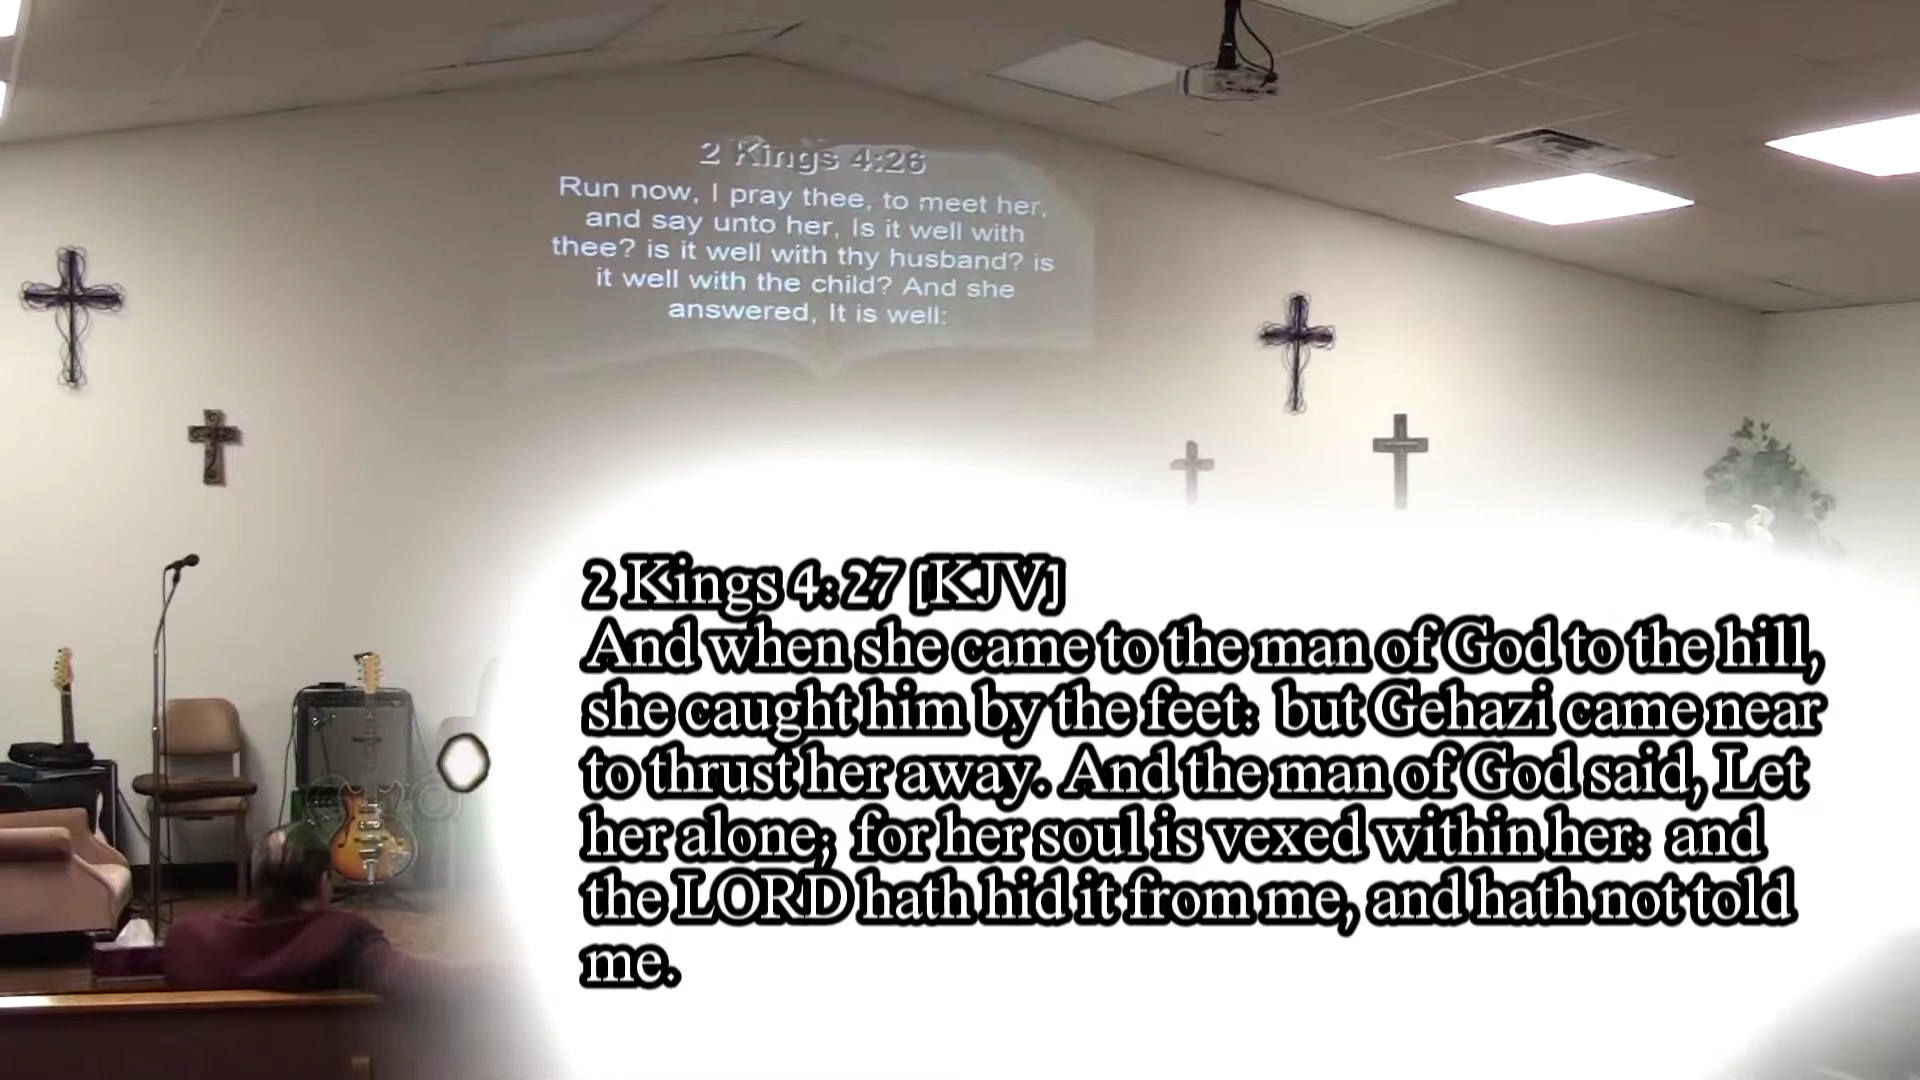 2 Kings 4:26
Run now, I pray thee, to meet her,
and say unto her, Is it well with
thee? is it well with thy husband? is
it well with the child? And she
answered, It is well:
2 Kings 4:27 [KJV]
And when she came to the man of God to the hill,
she caught him by the feet: but Gehazi came near
to thrust her away. And the man of God said, Let
her alone; for her soul is vexed within her: and
the LORD hath hid it from me, and hath not told
me.